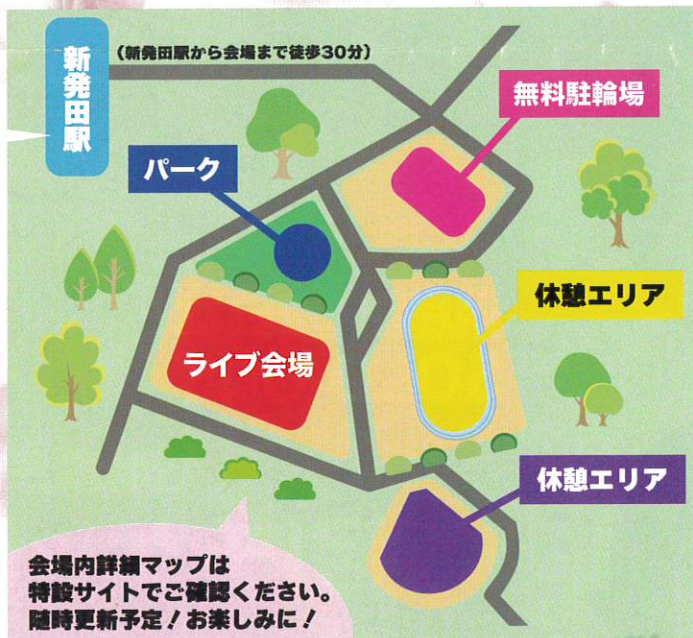 新発田駅
（新発田駅から会場まで徒歩30分）
無料駐輪場
パーク
休憩エリア
ライブ会場
休憩エリア
会場内詳細マップは
特設サイトでご確認ください。
随時更新予定！お楽しみに！